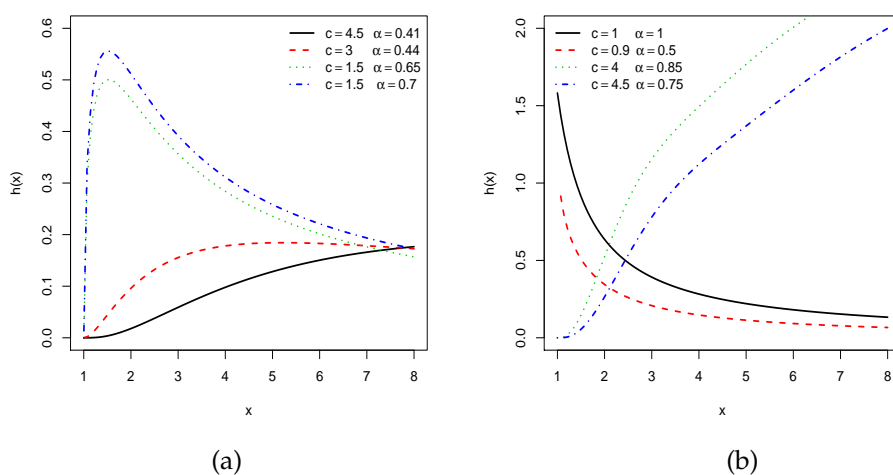 c = 4.5 α = 0.41
c = 3 α = 0.44
c = 1.5 α = 0.65
c = 1.5 α = 0.7
0.6
0.5
0.4
0.3
0.2
0.1
0.0
h(x)
1 2 3 4 5 6 7 8
x
(a)
c = 1 α = 1
c = 0.9 α = 0.5
c = 4 α = 0.85
c = 4.5 α = 0.75
2.0
1.5
1.0
0.5
0.0
h(x)
1 2 3 4 5 6 7 8
x
(b)